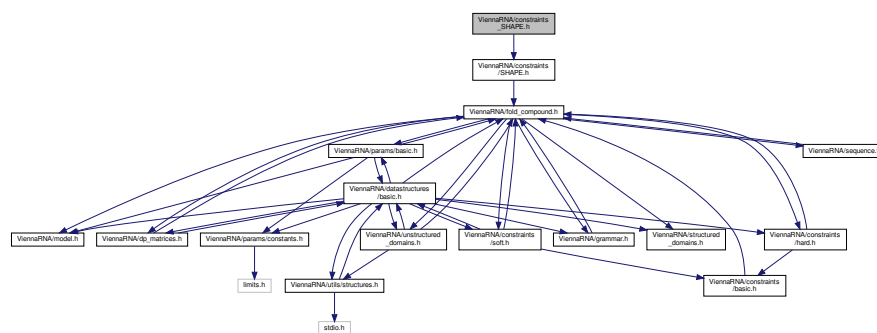 ViennaRNA/constraints
_SHAPE.h
ViennaRNA/constraints
/SHAPE.h
ViennaRNA/fold_compound.h
ViennaRNA/params/basic.h
ViennaRNA/sequence.h
ViennaRNA/datastructures
/basic.h
ViennaRNA/model.h
ViennaRNA/dp_matrices.h
ViennaRNA/params/constants.h
ViennaRNA/unstructured
_domains.h
ViennaRNA/constraints
/soft.h
ViennaRNA/grammar.h
ViennaRNA/structured
_domains.h
ViennaRNA/constraints
/hard.h
limits.h
ViennaRNA/utils/structures.h
ViennaRNA/constraints
/basic.h
stdio.h